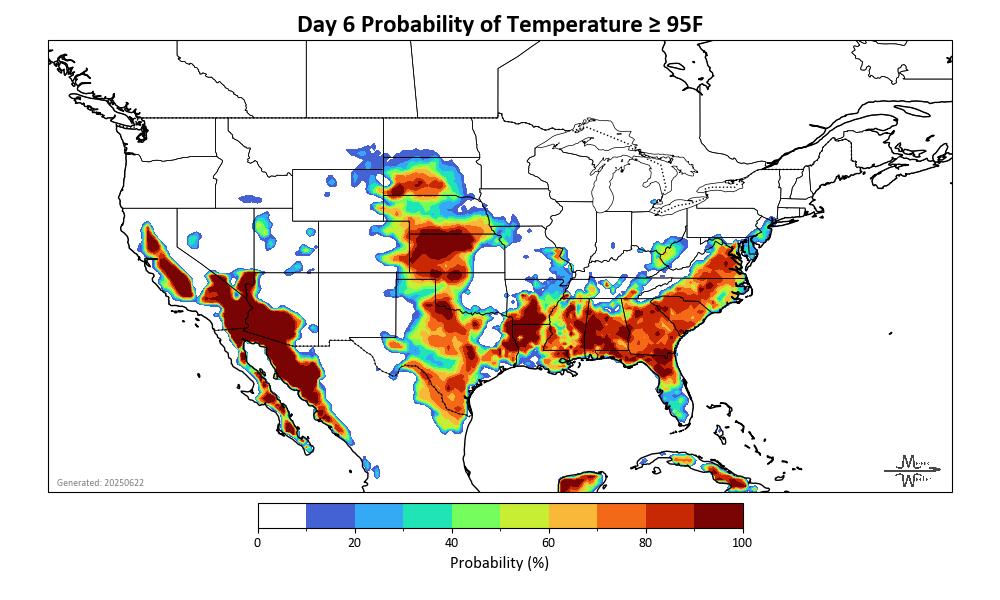 Day 6 Probability of Temperature ≥ 95F
Generated: 20250622
0 20 40 60 80 100
Probability (%)